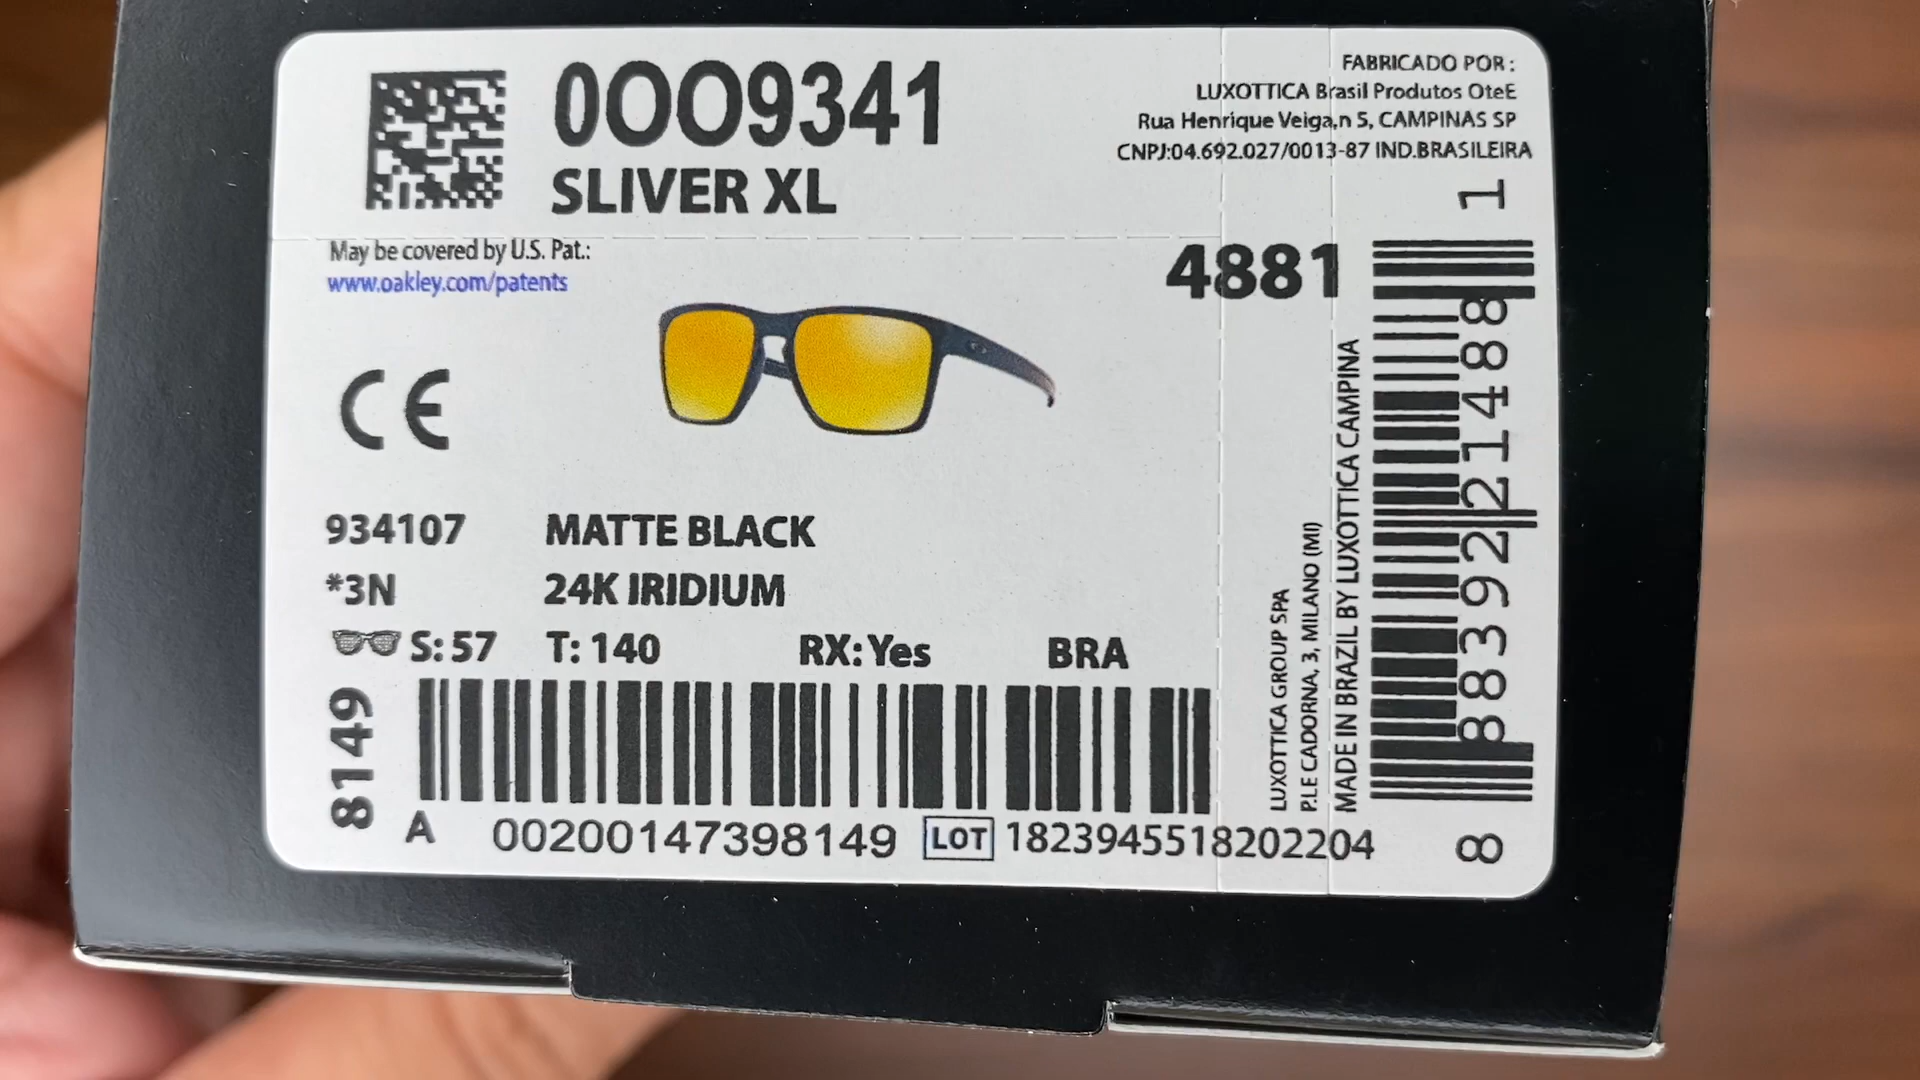 0OO9341
SLIVER XL
FABRICADO POR :
LUXOTTICA Brasil Produtos OteE
Rua Henrique Veiga,n 5, CAMPINAS SP
CNPJ:04.692.027/0013-87 IND.BRASILEIRA
May be covered by U.S. Pat.:
www.oakley.com/patents
4881
CE
934107 MATTE BLACK
*3N 24K IRIDIUM
S: 57 T: 140 RX: Yes BRA
8149
A 00200147398149 LOT 1823945518202204
LUXOTTICA GROUP SPA
P.LE CADORNA, 3, MILANO (MI)
MADE IN BRAZIL BY LUXOTTICA CAMPINA
8 88392 21488 1